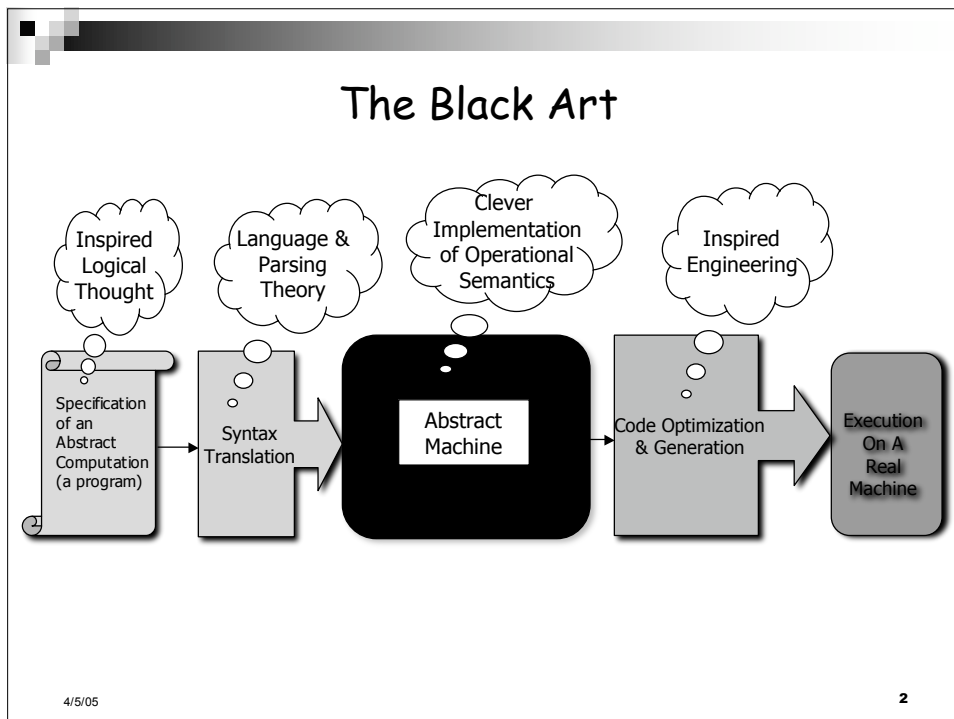 The Black Art
Inspired
Logical
Thought
Language &
Parsing
Theory
Clever
Implementation
of Operational
Semantics
Inspired
Engineering
Specification
of an
Abstract
Computation
(a program)
Syntax
Translation
Abstract
Machine
Code Optimization
& Generation
Execution
On A
Real
Machine
4/5/05
2